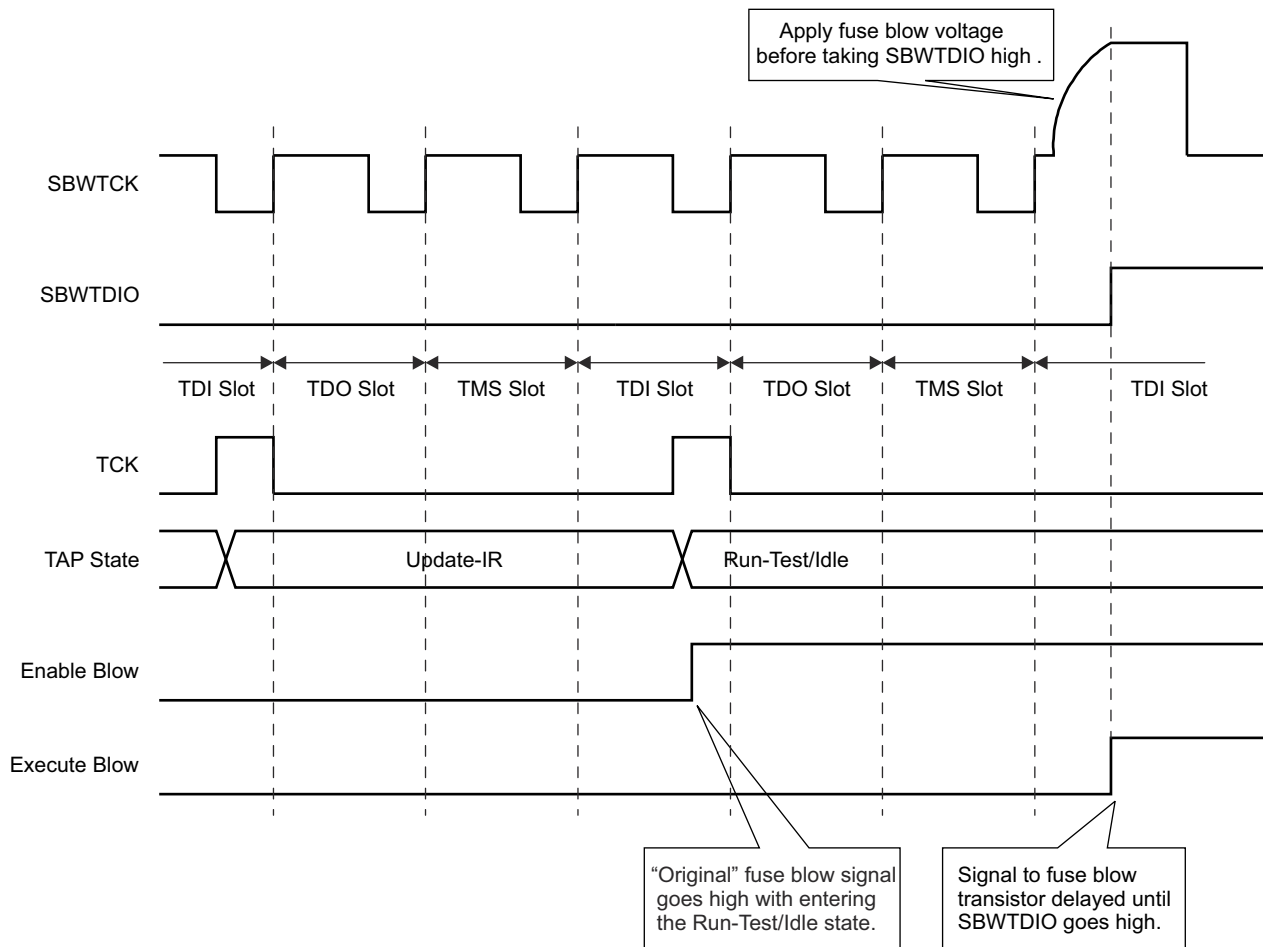 Apply fuse blow voltage
before taking SBWTDIO high .
SBWTCK
SBWTDIO
TDI Slot
TDO Slot
TMS Slot
TDI Slot
TDO Slot
TMS Slot
TDI Slot
TCK
TAP State
Update-IR
Run-Test/Idle
Enable Blow
Execute Blow
“Original” fuse blow signal
goes high with entering
the Run-Test/Idle state.
Signal to fuse blow
transistor delayed until
SBWTDIO goes high.